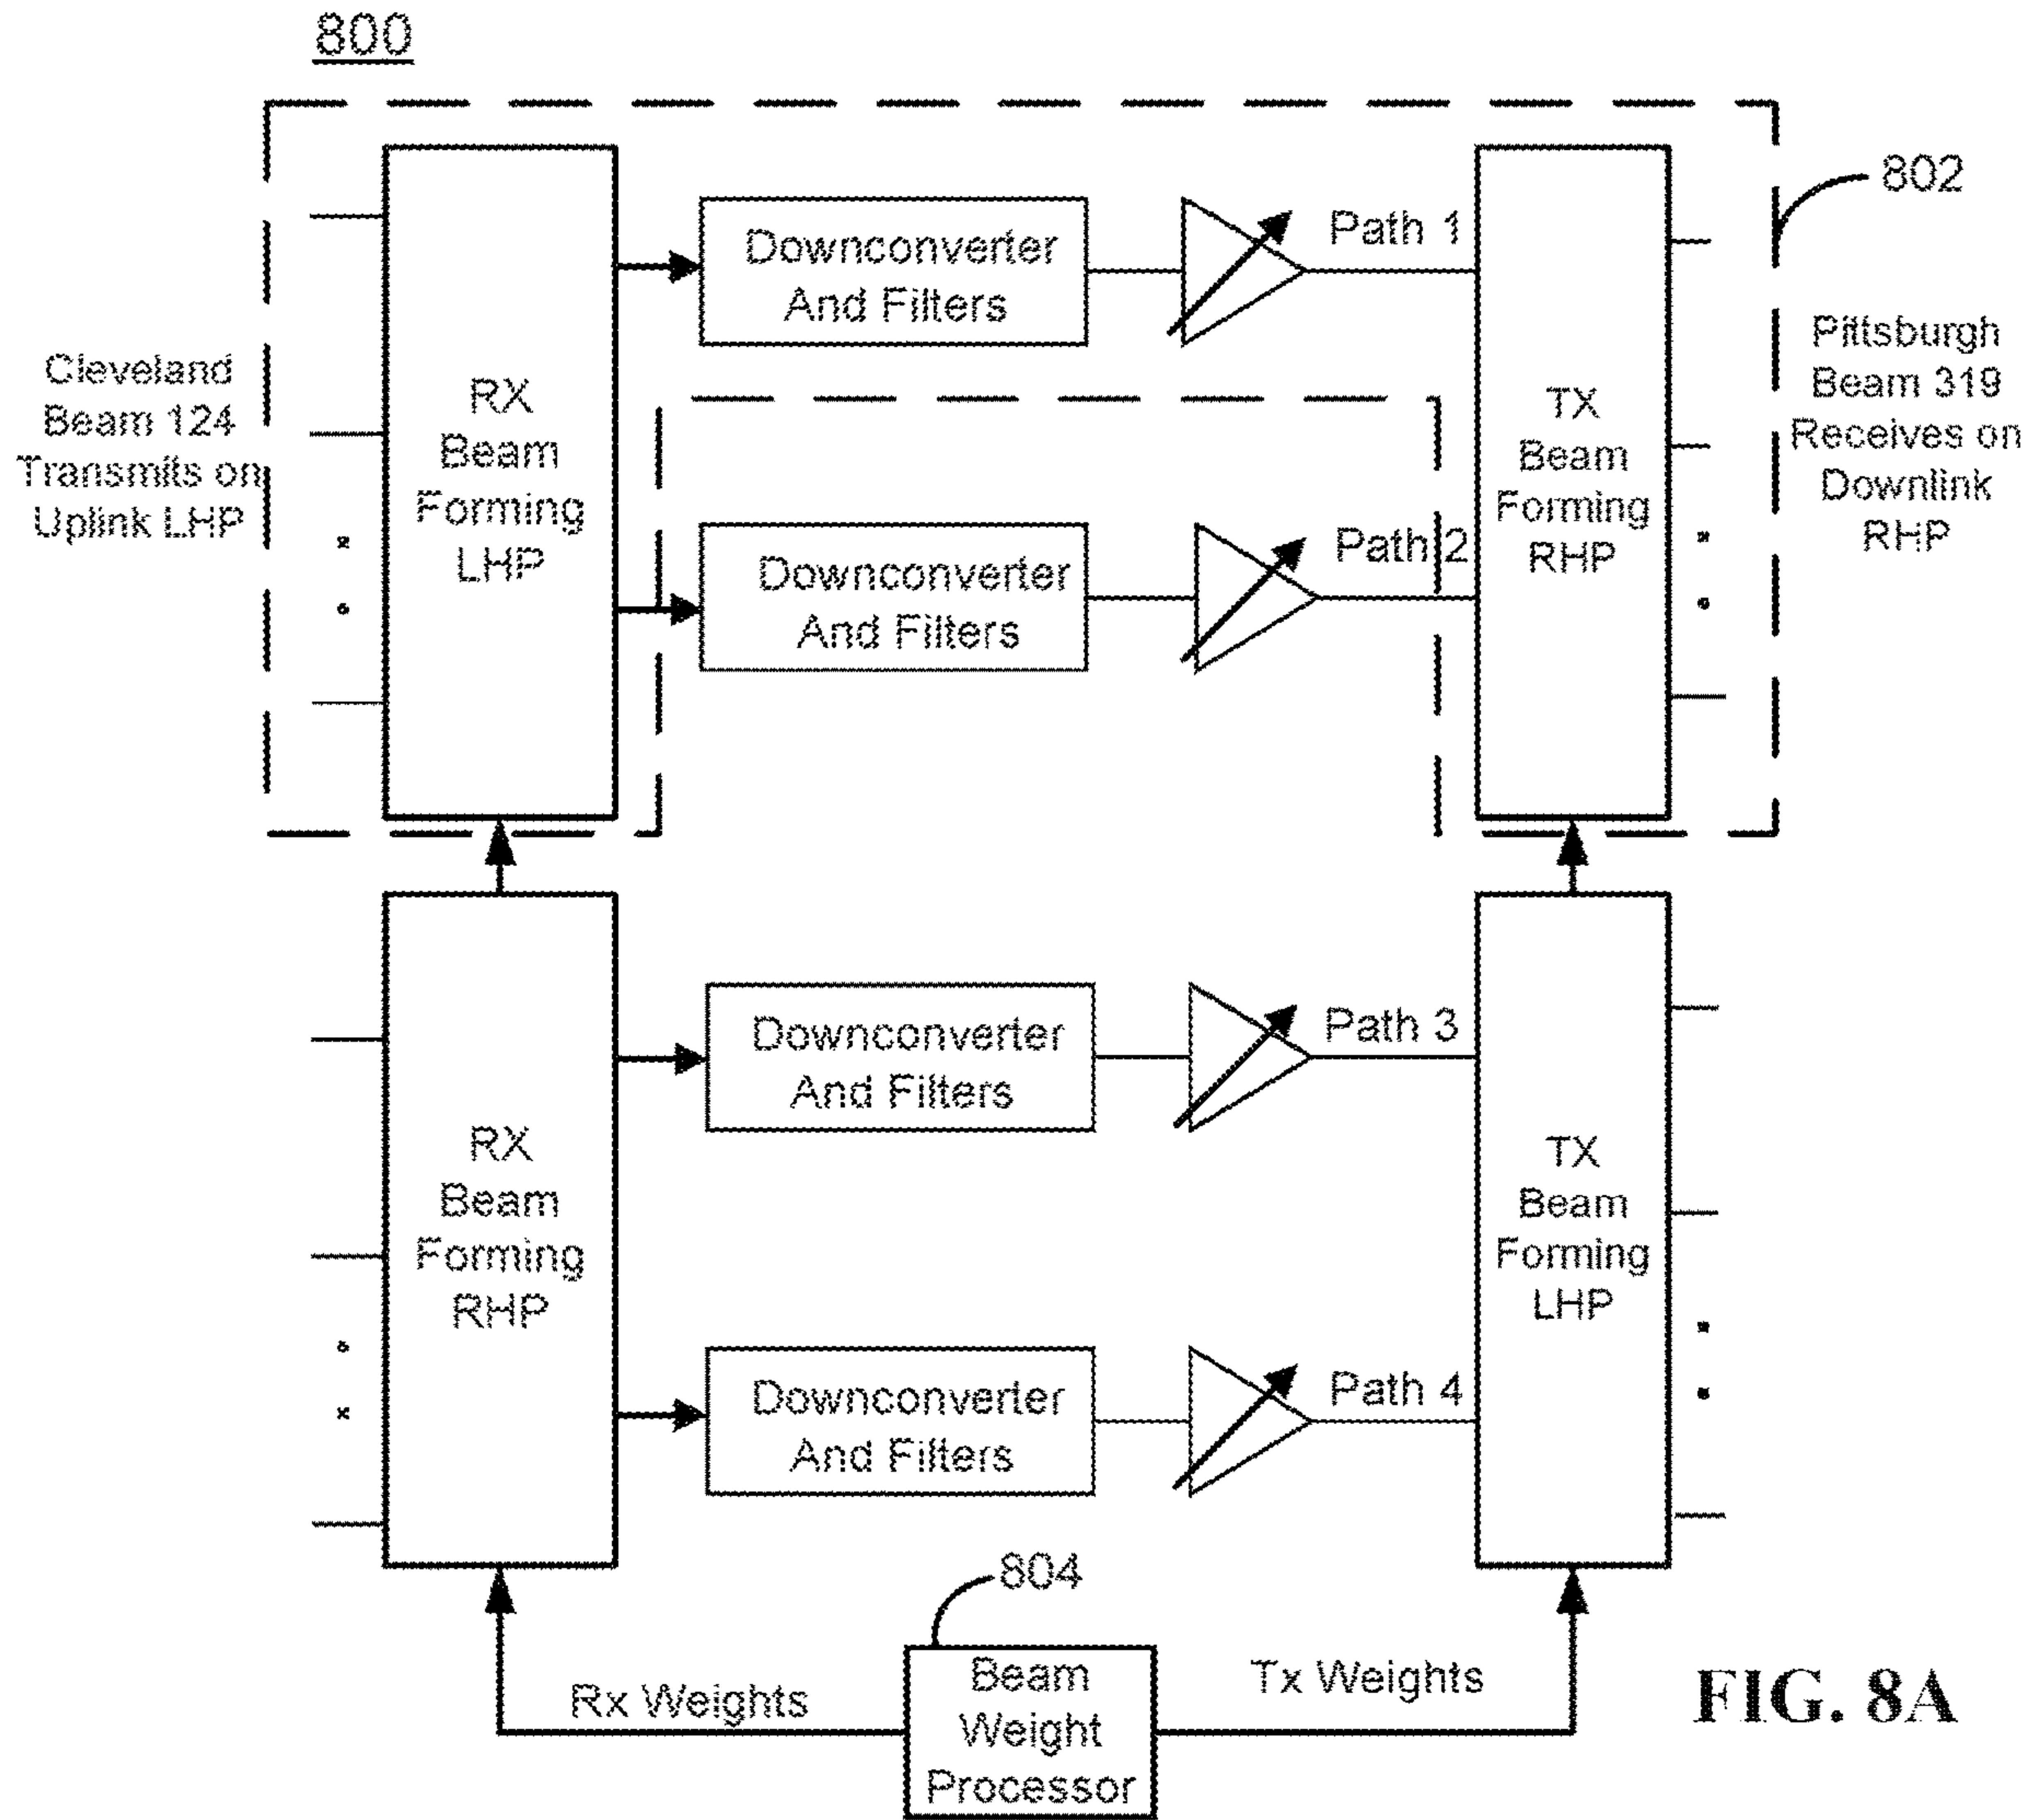 800
802
Cleveland
Beam 124
Transmits on
Uplink LHP
RX
Beam
Forming
LHP
Downconverter
And Filters
Path 1
Downconverter
And Filters
Path 2
TX
Beam
Forming
RHP
Pittsburgh
Beam 319
Receives on
Downlink
RHP
RX
Beam
Forming
RHP
Downconverter
And Filters
Path 3
Downconverter
And Filters
Path 4
TX
Beam
Forming
LHP
804
Rx Weights
Beam
Weight
Processor
Tx Weights
FIG. 8A